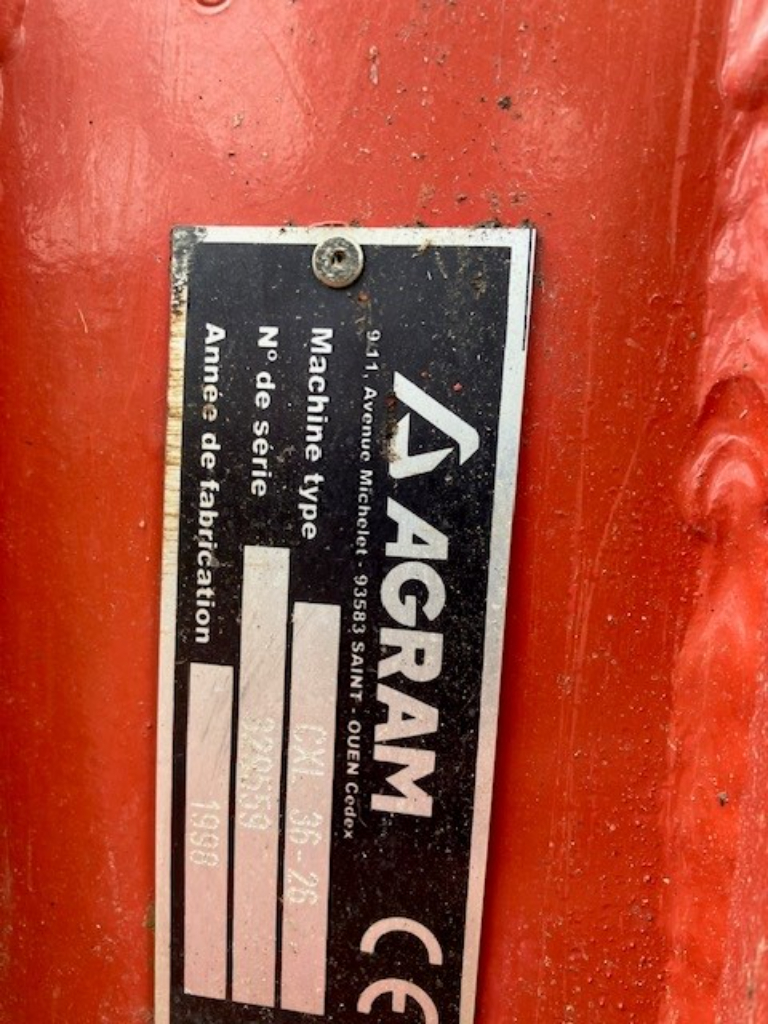 AGRAM
9.11, Avenue Michelet - 93583 SAINT - OUEN Cedex
Machine type CXL 36-26
N° de série 329559
Année de fabrication 1998
CE